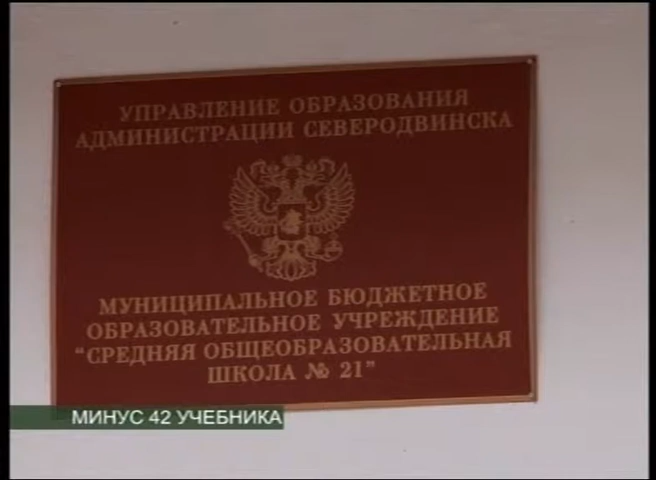 УПРАВЛЕНИЕ ОБРАЗОВАНИЯ
АДМИНИСТРАЦИИ СЕВЕРОДВИНСКА
МУНИЦИПАЛЬНОЕ БЮДЖЕТНОЕ
ОБРАЗОВАТЕЛЬНОЕ УЧРЕЖДЕНИЕ
"СРЕДНЯЯ ОБЩЕОБРАЗОВАТЕЛЬНАЯ
ШКОЛА № 21"
МИНУС 42 УЧЕБНИКА